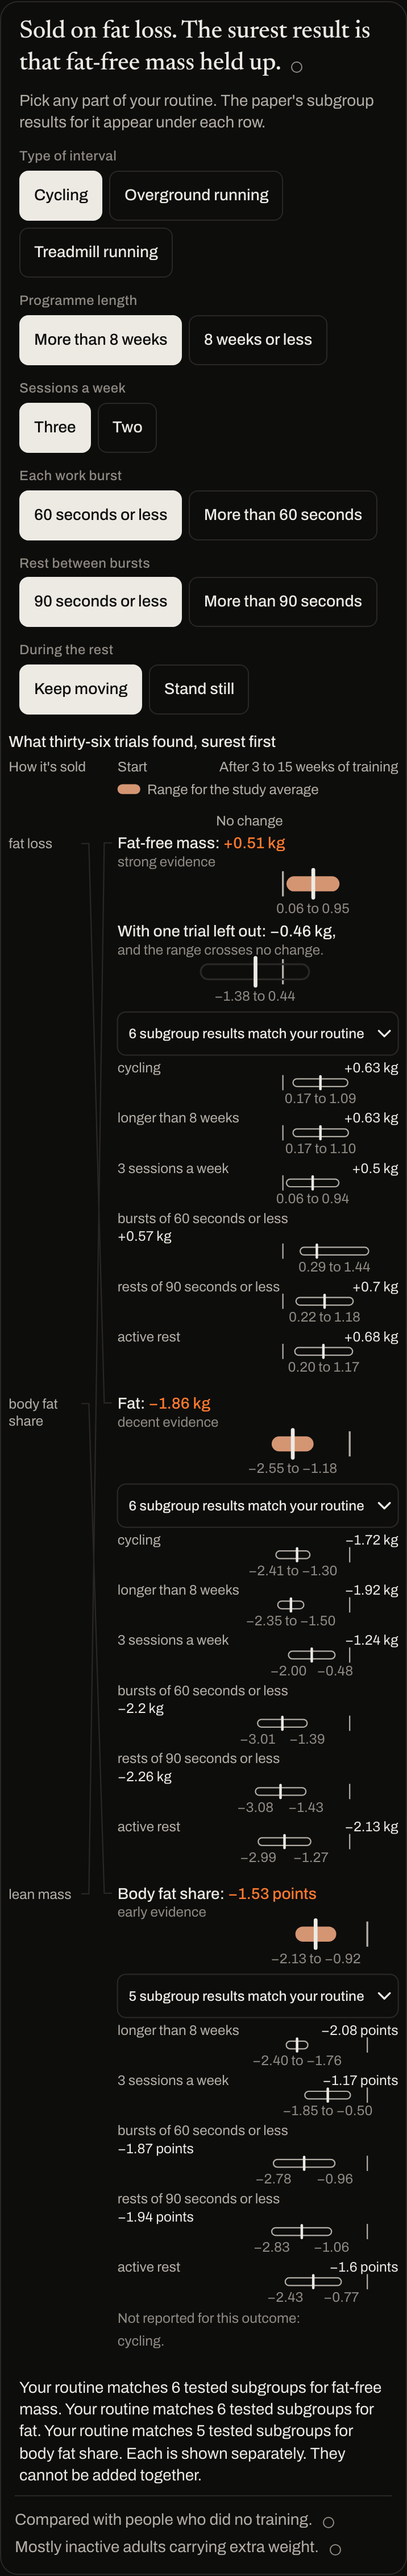 Sold on fat loss. The surest result is
that fat-free mass held up.
Pick any part of your routine. The paper's subgroup
results for it appear under each row.
Type of interval
Cycling
Overground running
Treadmill running
Programme length
More than 8 weeks
8 weeks or less
Sessions a week
Three
Two
Each work burst
60 seconds or less
More than 60 seconds
Rest between bursts
90 seconds or less
More than 90 seconds
During the rest
Keep moving
Stand still
What thirty-six trials found, surest first
How it's sold
Start
After 3 to 15 weeks of training
Range for the study average
No change
fat loss
Fat-free mass: +0.51 kg
strong evidence
0.06 to 0.95
With one trial left out: −0.46 kg,
and the range crosses no change.
−1.38 to 0.44
6 subgroup results match your routine
cycling
+0.63 kg
0.17 to 1.09
longer than 8 weeks
+0.63 kg
0.17 to 1.10
3 sessions a week
+0.5 kg
0.06 to 0.94
bursts of 60 seconds or less
+0.57 kg
0.29 to 1.44
rests of 90 seconds or less
+0.7 kg
0.22 to 1.18
active rest
+0.68 kg
0.20 to 1.17
body fat
share
Fat: −1.86 kg
decent evidence
−2.55 to −1.18
6 subgroup results match your routine
cycling
−1.72 kg
−2.41 to −1.30
longer than 8 weeks
−1.92 kg
−2.35 to −1.50
3 sessions a week
−1.24 kg
−2.00 −0.48
bursts of 60 seconds or less
−2.2 kg
−3.01 −1.39
rests of 90 seconds or less
−2.26 kg
−3.08 −1.43
active rest
−2.13 kg
−2.99 −1.27
lean mass
Body fat share: −1.53 points
early evidence
−2.13 to −0.92
5 subgroup results match your routine
longer than 8 weeks
−2.08 points
−2.40 to −1.76
3 sessions a week
−1.17 points
−1.85 to −0.50
bursts of 60 seconds or less
−1.87 points
−2.78 −0.96
rests of 90 seconds or less
−1.94 points
−2.83 −1.06
active rest
−1.6 points
−2.43 −0.77
Not reported for this outcome:
cycling.
Your routine matches 6 tested subgroups for fat-free
mass. Your routine matches 6 tested subgroups for
fat. Your routine matches 5 tested subgroups for
body fat share. Each is shown separately. They
cannot be added together.
Compared with people who did no training.
Mostly inactive adults carrying extra weight.